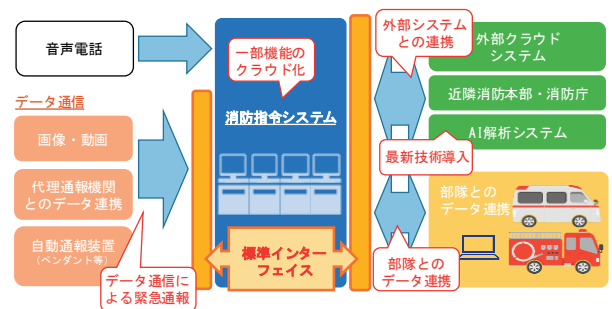 音声電話
データ通信
画像・動画
代理通報機関
とのデータ連携
自動通報装置
(ペンダント等)
データ通信に
よる緊急通報
一部機能の
クラウド化
消防指令システム
標準インター
フェイス
外部システム
との連携
外部クラウド
システム
近隣消防本部・消防庁
AI解析システム
最新技術導入
部隊との
データ連携
部隊との
データ連携